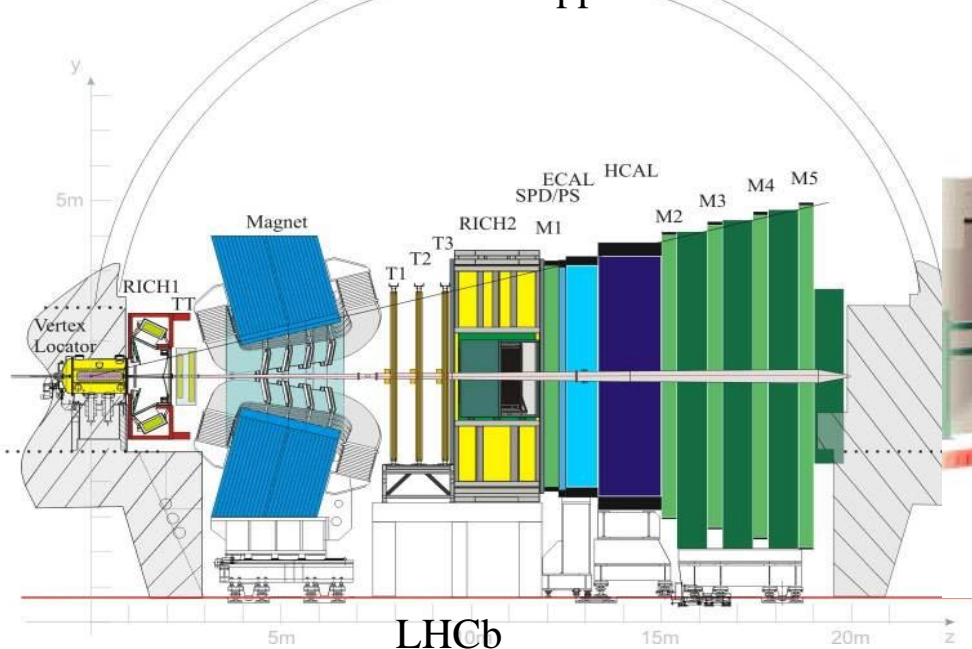 y
5m
Magnet
RICH1
TT
Vertex
Locator
T1
T2
T3
RICH2
M1
SPD/PS
ECAL
HCAL
M2
M3
M4
M5
5m
LHCb
0m
15m
20m
z